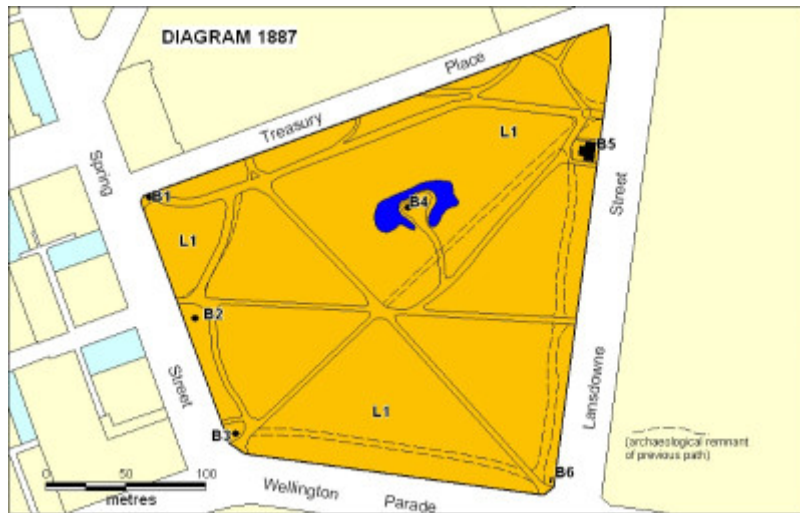 DIAGRAM 1887
Treasury Place
L1
B5
Spring
B1
B4
Street
L1
B2
Street
Lansdowne
L1
B3
(archaeological remnant
of previous path)
B6
0 50 100
metres
Wellington Parade